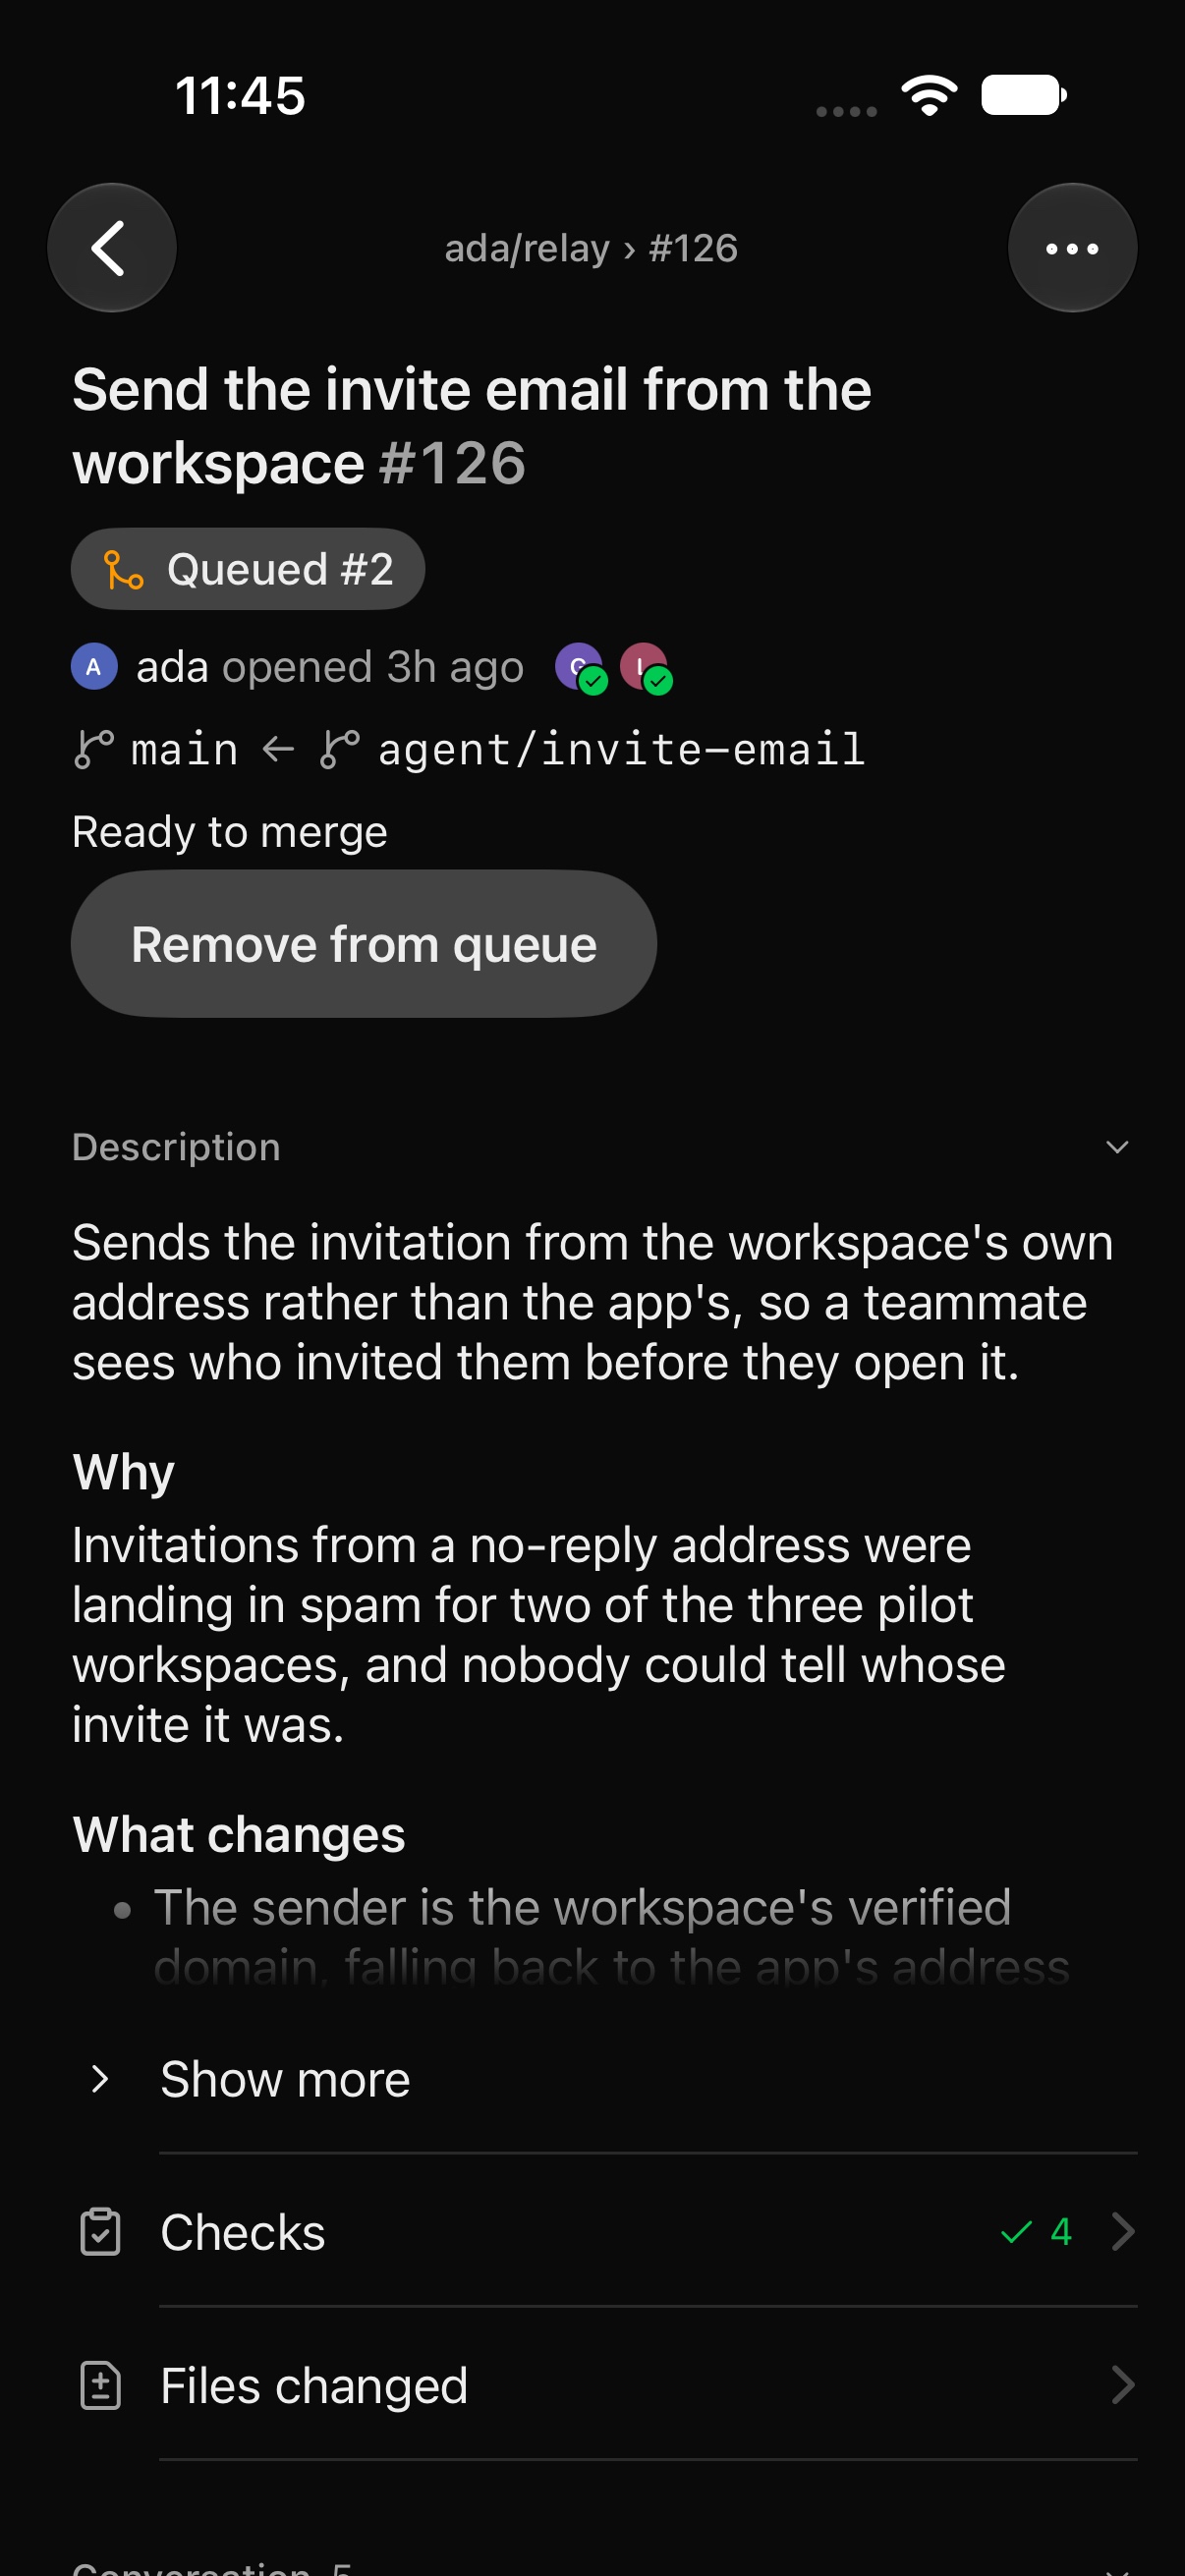 11:45
ada/relay › #126
Send the invite email from the
workspace #126
Queued #2
A ada opened 3h ago
main ← agent/invite-email
Ready to merge
Remove from queue
Description
Sends the invitation from the workspace's own
address rather than the app's, so a teammate
sees who invited them before they open it.
Why
Invitations from a no-reply address were
landing in spam for two of the three pilot
workspaces, and nobody could tell whose
invite it was.
What changes
• The sender is the workspace's verified
domain, falling back to the app's address
Show more
Checks 4
Files changed
Conversation 5